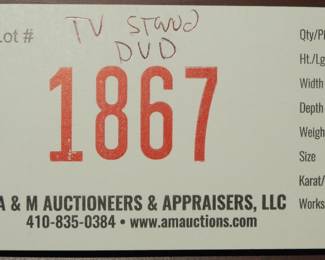 Lot #
TV Stand
DVD
1867
A & M AUCTIONEERS & APPRAISERS, LLC
410-835-0384 • www.amauctions.com
Qty/Pi
Ht./Lg
Width
Depth
Weigh
Size
Karat/
Works